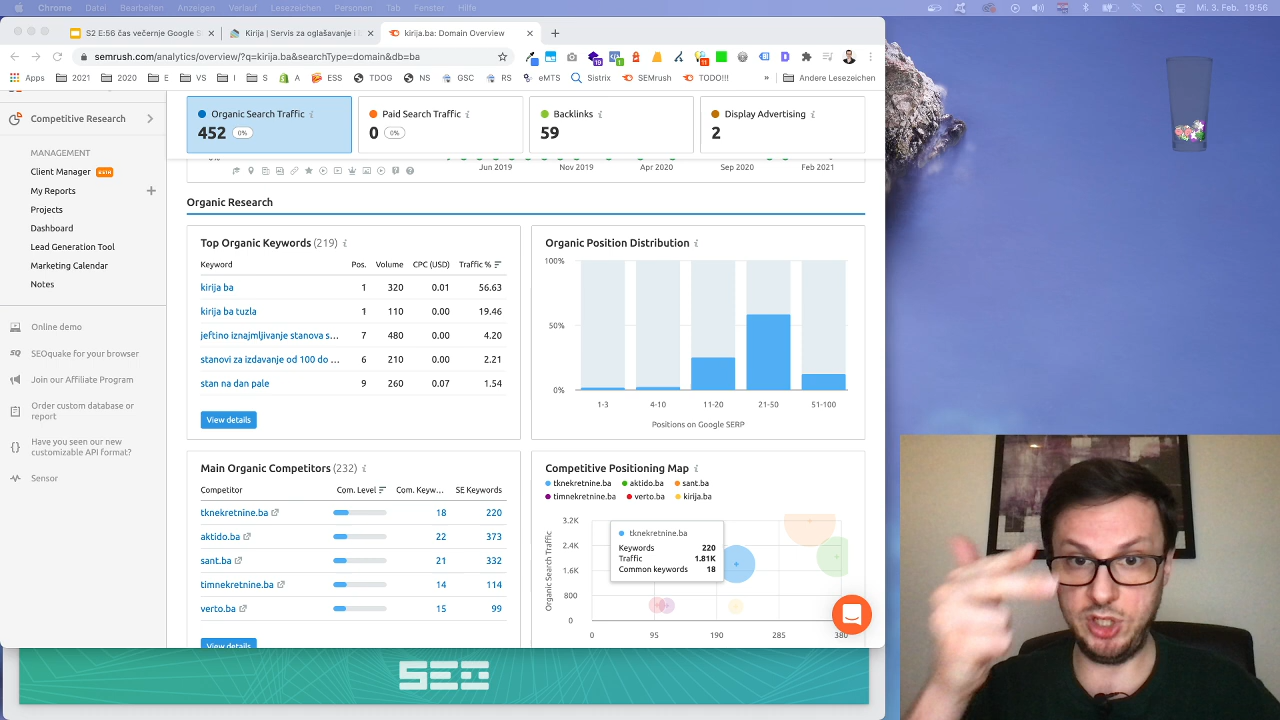 Chrome Datei Bearbeiten Anzeigen Verlauf Lesezeichen Personen Tab Fenster Hilfe Mi. 3. Feb. 19:56
S2 E:56 čas večernje Google S Kirija | Servis za oglašavanje i kirija.ba: Domain Overview
semrush.com/analytics/overview/?q=kirija.ba&searchType=domain&db=ba
Apps 2021 2020 E VS I S A ESS TDOG NS GSC RS eMTS Sistrix SEMrush TODO!!! » Andere Lesezeichen
Competitive Research
MANAGEMENT
Client Manager
My Reports
Projects
Dashboard
Lead Generation Tool
Marketing Calendar
Notes
Online demo
SEOquake for your browser
Join our Affiliate Program
Order custom database or
report
Have you seen our new
customizable API format?
Sensor
Organic Search Traffic
452 0%
Paid Search Traffic
0 0%
Backlinks
59
Display Advertising
2
0%
Jun 2019 Nov 2019 Apr 2020 Sep 2020 Feb 2021
Organic Research
Top Organic Keywords (219)
Keyword Pos. Volume CPC (USD) Traffic %
kirija ba 1 320 0.01 56.63
kirija ba tuzla 1 110 0.00 19.46
jeftino iznajmljivanje stanova s... 7 480 0.00 4.20
stanovi za izdavanje od 100 do ... 6 210 0.00 2.21
stan na dan pale 9 260 0.07 1.54
View details
Organic Position Distribution
100%
50%
0%
1-3 4-10 11-20 21-50 51-100
Positions on Google SERP
Main Organic Competitors (232)
Competitor Com. Level Com. Keyw... SE Keywords
tknekretnine.ba 18 220
aktido.ba 22 373
sant.ba 21 332
timnekretnine.ba 14 114
verto.ba 15 99
View details
Competitive Positioning Map
tknekretnine.ba aktido.ba sant.ba
timnekretnine.ba verto.ba kirija.ba
Organic Search Traffic
3.2K
2.4K
1.6K
800
0
0 95 190 285 380
tknekretnine.ba
Keywords 220
Traffic 1.81K
Common keywords 18
SEO